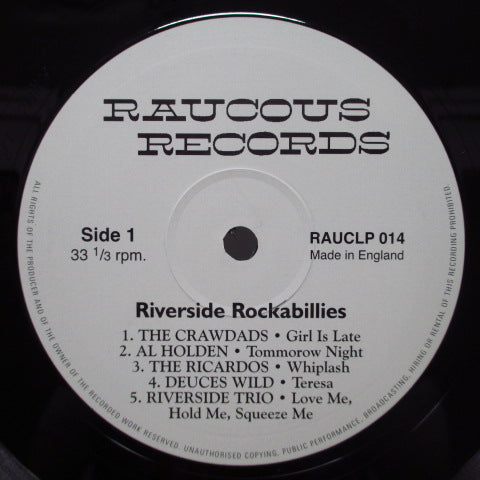 RAUCOUS
RECORDS
Side 1
33 1/3 rpm.
RAUCLP 014
Made in England
Riverside Rockabillies
1. THE CRAWDADS • Girl Is Late
2. AL HOLDEN • Tommorow Night
3. THE RICARDOS • Whiplash
4. DEUCES WILD • Teresa
5. RIVERSIDE TRIO • Love Me,
Hold Me, Squeeze Me
ALL RIGHTS OF THE PRODUCER AND OF THE OWNER OF THE RECORDED WORK RESERVED. UNAUTHORISED COPYING, PUBLIC PERFORMANCE, BROADCASTING, HIRING OR RENTAL OF THIS RECORDING PROHIBITED.